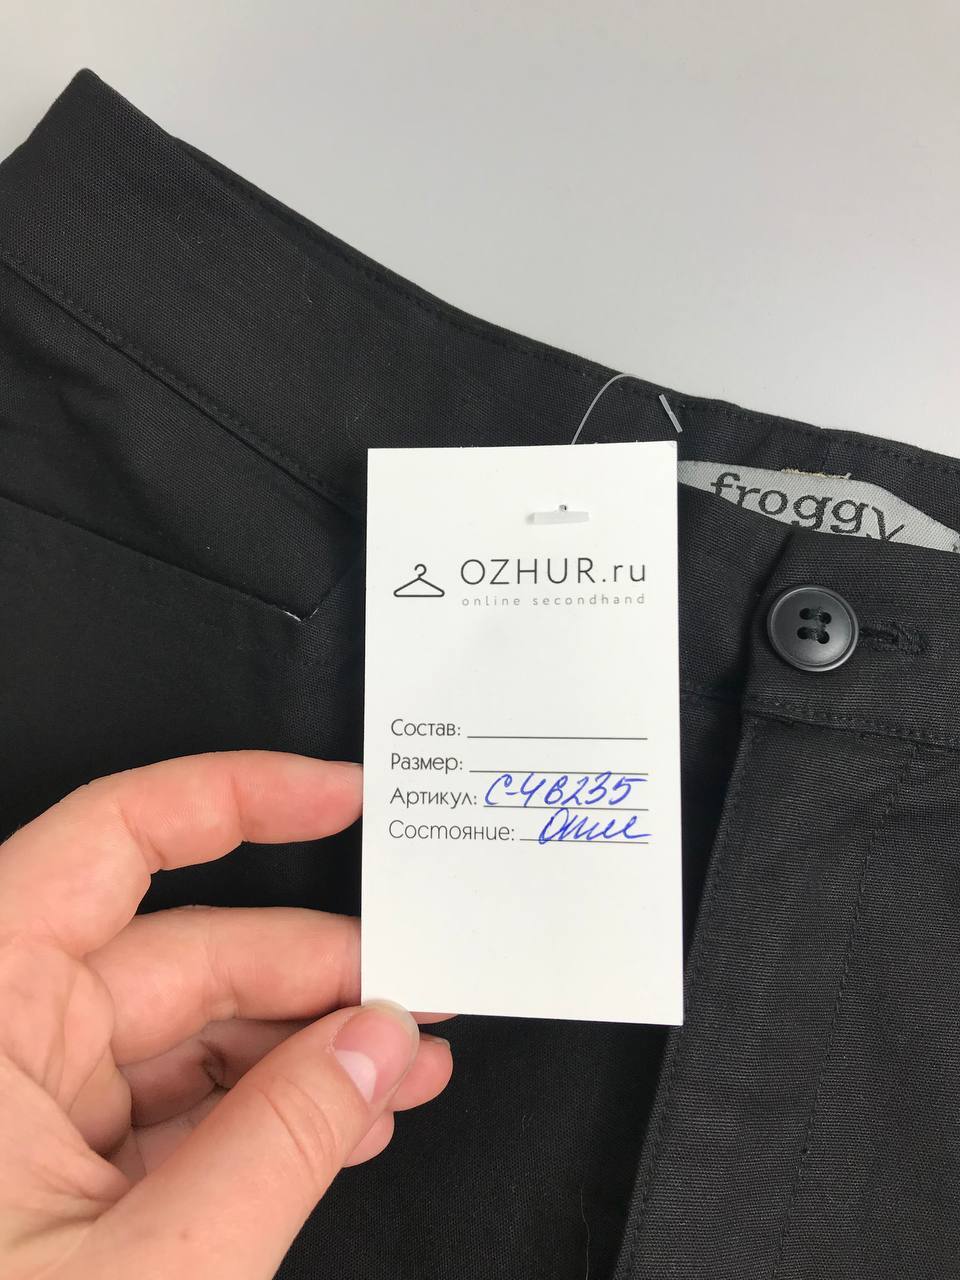 froggy
OZHUR.ru
online secondhand
Состав:
Размер:
Артикул: С-48235
Состояние: Отл